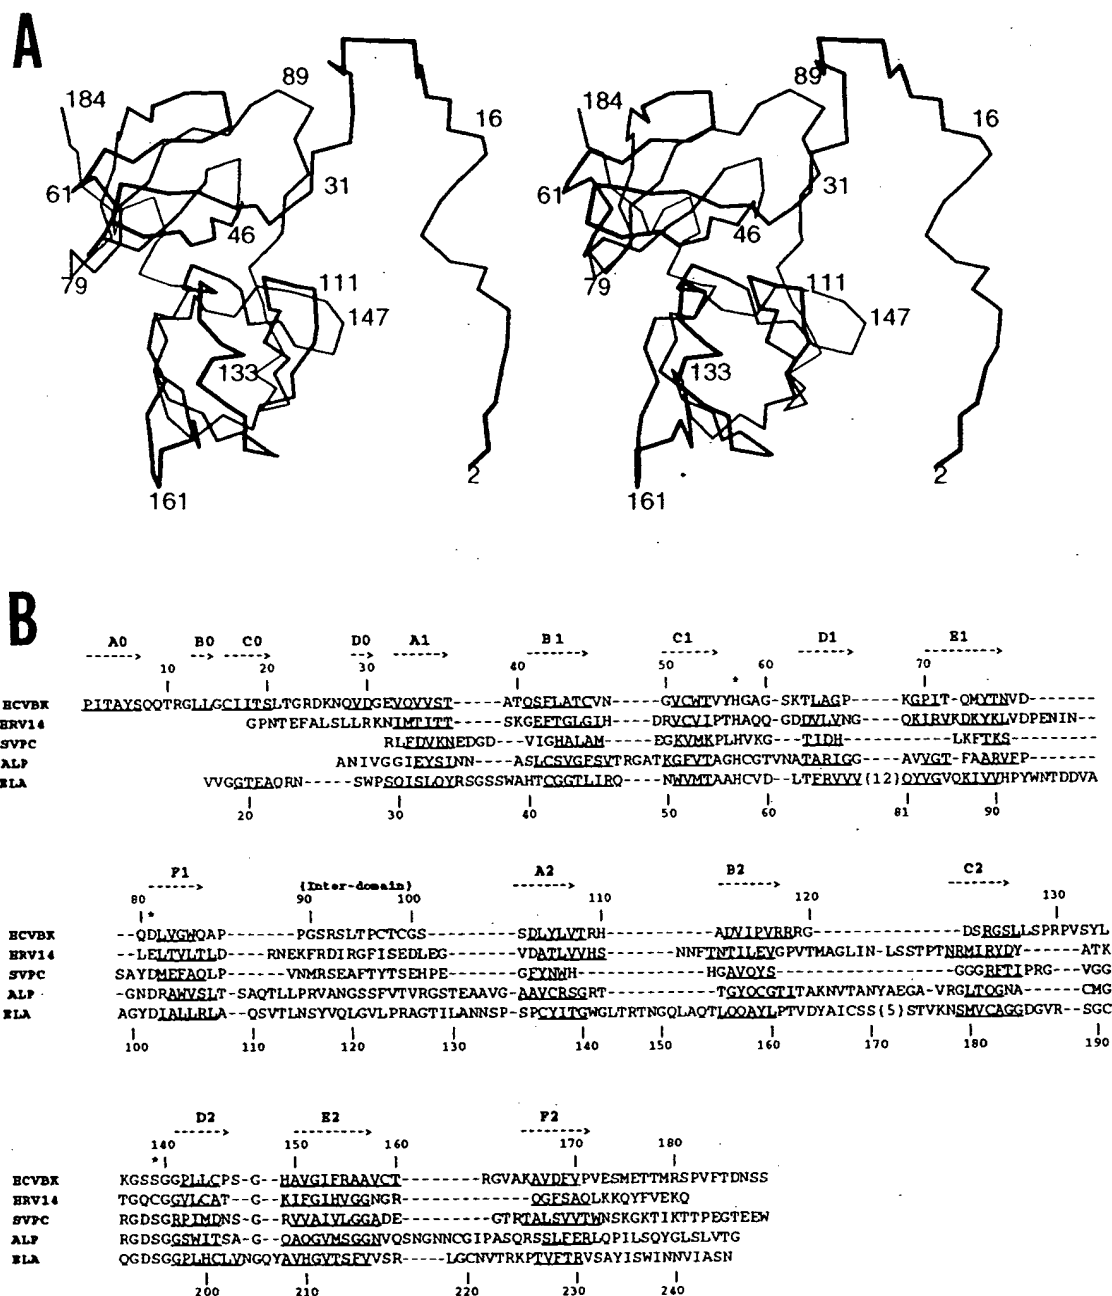 A
89
184
16
61
31
46
79
111
147
133
2
161
89
184
16
61
31
46
79
111
147
133
2
161
B
A0 B0 C0 D0 A1 B1 C1 D1 E1
10 20 30 40 50 60 70
HCVBK PITAYSQQTRGLLGCIITSLTGRDKNQVDGEVQVVST-----ATQSFLATCVN-----GVCWTVYHGAG-SKTLAGP-----KGPIT-QMYTNVD-------
HRV14 GPNTEFALSLLRKNIMTITT-----SKGEFTGLGIH----DRVCVIPTHAQQ-GDDVLVNG---QKIRVKDKYKLVDPENIN--
SVPC RLFDVKNEDGD---VIGHALAM-----EGKVMKPLHVKG--TIDH---------LKFTKS
ALP ANIVGGIEYSINN---ASLCSVGFSVTRGATKGFVTAGHCGTVNATARIGG----AVVGT-FAARVFP---------
ELA VVGGTEAQRN------SWPSQISLQYRSGSSWAHTCGGTLIRQ----NWVMTAAHCVD--LTFRVVV(12)QYVGVQKIVVHPYWNTDDVA
20 30 40 50 60 81 90
F1 (Inter-domain) A2 B2 C2
80 90 100 110 120 130
HCVBK --QDLVGWQAP------PGSRSLTPCTCGS---------SDLYLVTRH------------ADVIPVRRRG---------------DSRGSLLSPRPVSYL
HRV14 --LELTVLTLD----RNEKFRDIRGFISEDLEG-------VDATLVVHS-------NNFTNTILEVGPVTMAGLIN-LSSTPTNRMIRYDY------ATK
SVPC SAYDMEFAQLP------VNMRSEAFTYTSEHPE--------GFYNWH-------------HGAVQYS------------------GGGRFTIPRG---VGG
ALP -GNDRAWVSLT-SAQTLLPRVANGSSFVTVRGSTEAAVG-AAVCRSGRT-----------TGYQCGTITAKNVTANYAEGA-VRGLTQGNA------CMG
ELA AGYDIALLRLA--QSVTLNSYVQLGVLPRAGTILANNSP-SPCYITGWGLTRTNGQLAQTLQQAYLPTVDYAICSS(5)STVKNSMVCAGGDGVR--SGC
100 110 120 130 140 150 160 170 180 190
D2 E2 F2
140 150 160 170 180
HCVBK KGSSGGPLLCPS-G--HAVGIFRAAVCT--------RGVAKAVDFVPVESMETTMRSPVFTDNSS
HRV14 TGQCGGVLCAT--G--KIFGIHVGGNGR-------------QGFSAQLKKQYFVEKQ
SVPC RGDSGRPIMDNS-G--RVVAIVLGGADE---------GTRTALSVVTWNSKGKTIKTTPEGTEEW
ALP RGDSGGSWITSA-G--QAQGVMSGGNVQSNGNNCGIPASQRSSLFERLQPILSQYGLSLVTG
ELA QGDSGGPLHCLVNGQYAVHGVTSFVVSR-----LGCNVTRKPTVFTRVSAYISWINNVIASN
200 210 220 230 240